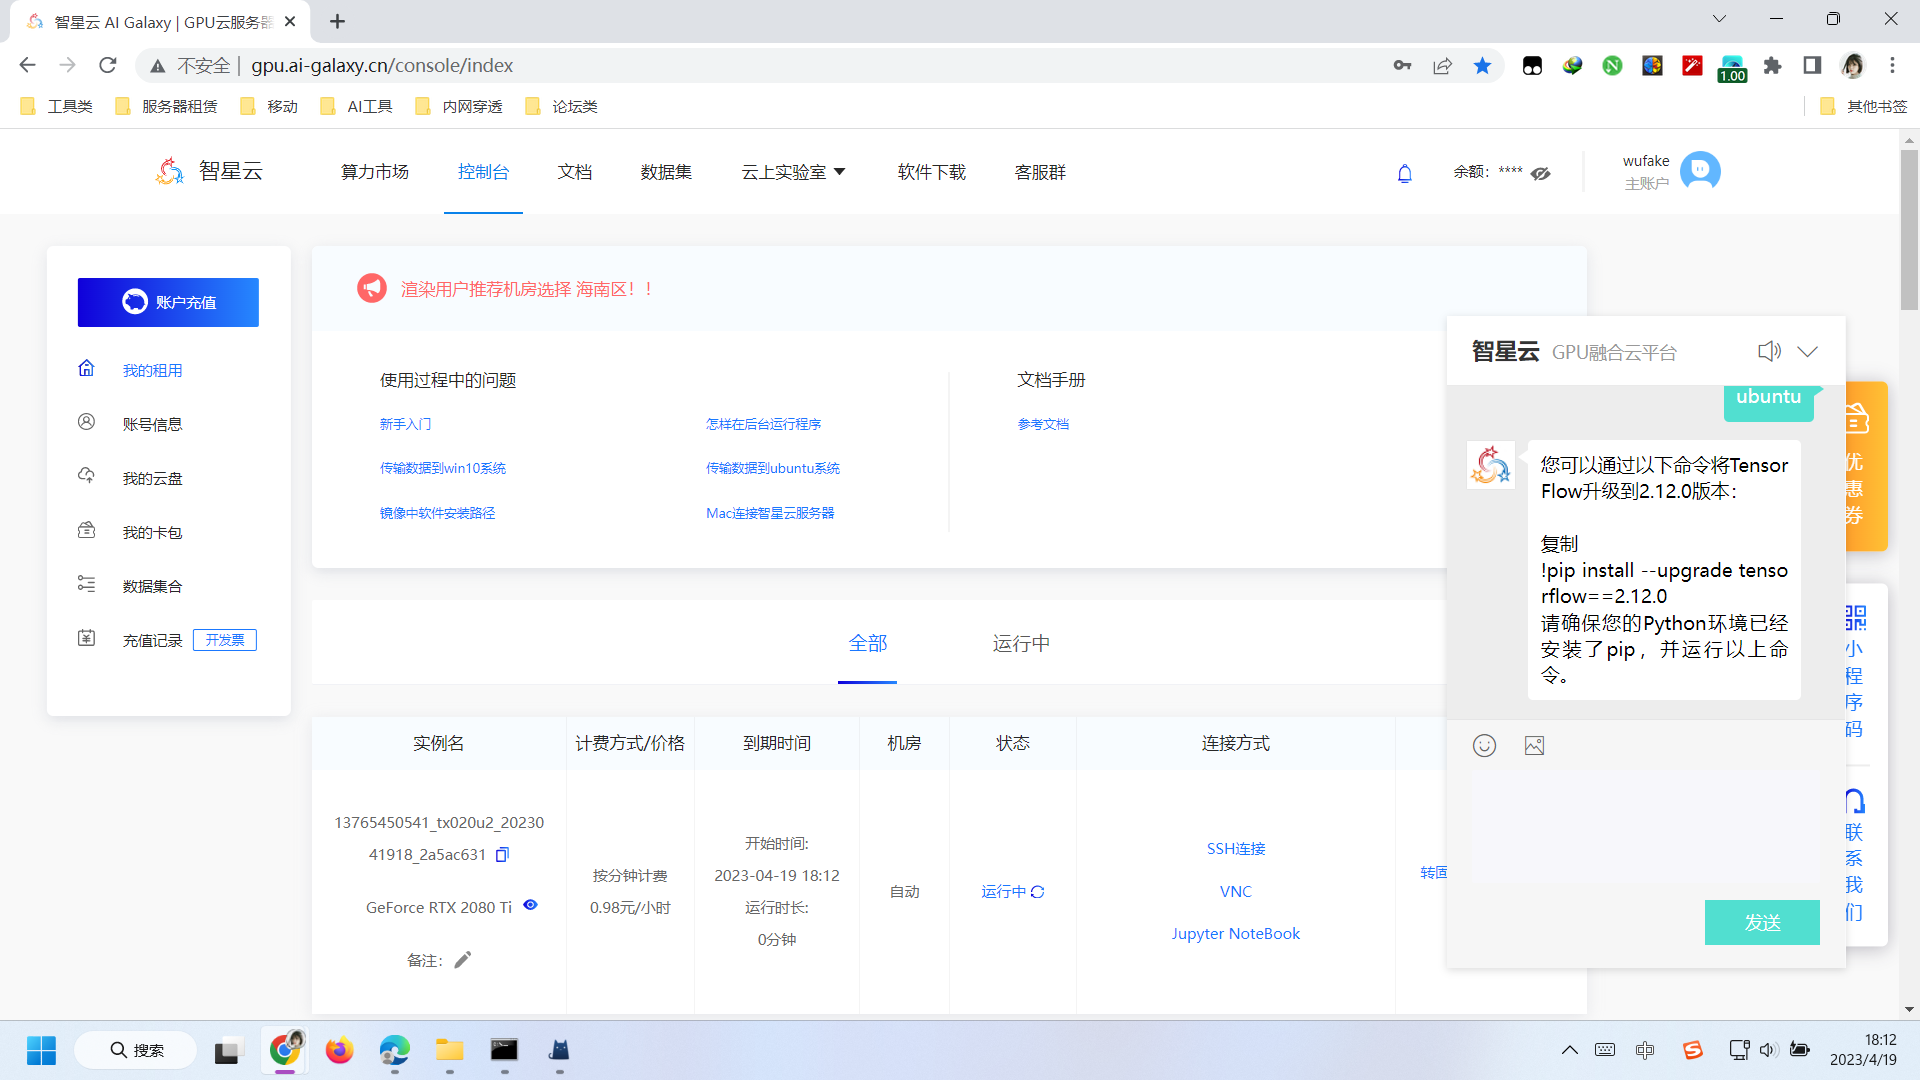 智星云 AI Galaxy | GPU云服务器
不安全 | gpu.ai-galaxy.cn/console/index
1.00
工具类
服务器租赁
移动
AI工具
内网穿透
论坛类
其他书签
智星云
算力市场
控制台
文档
数据集
云上实验室
软件下载
客服群
余额：****
wufake
主账户
账户充值
我的租用
账号信息
我的云盘
我的卡包
数据集合
充值记录
开发票
渲染用户推荐机房选择 海南区！！
使用过程中的问题
文档手册
新手入门
怎样在后台运行程序
参考文档
传输数据到win10系统
传输数据到ubuntu系统
镜像中软件安装路径
Mac连接智星云服务器
全部
运行中
实例名
计费方式/价格
到期时间
机房
状态
连接方式
13765450541_tx020u2_20230
41918_2a5ac631
GeForce RTX 2080 Ti
备注：
按分钟计费
0.98元/小时
开始时间:
2023-04-19 18:12
运行时长:
0分钟
自动
运行中
SSH连接
VNC
Jupyter NoteBook
转固
智星云
GPU融合云平台
ubuntu
您可以通过以下命令将Tensor
Flow升级到2.12.0版本：
复制
!pip install --upgrade tenso
rflow==2.12.0
请确保您的Python环境已经
安装了pip，并运行以上命
令。
发送
优
惠
券
小
程
序
码
联
系
我
们
搜索
中
18:12
2023/4/19